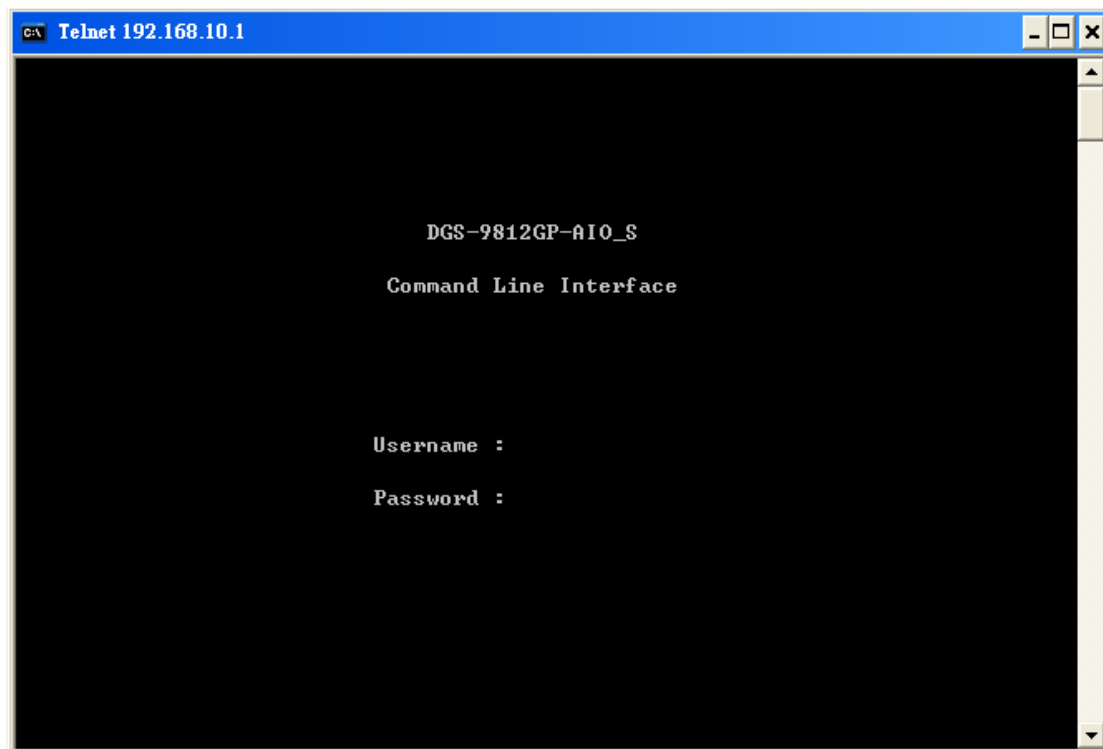 C:\ Telnet 192.168.10.1
DGS-9812GP-AIO_S
Command Line Interface
Username :
Password :